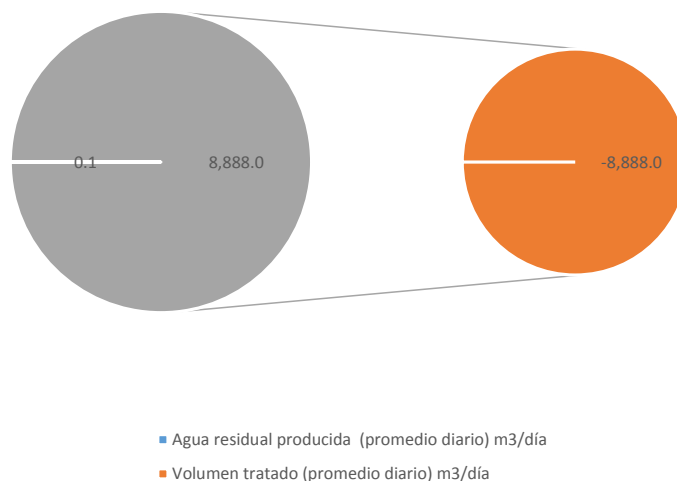 0.1
8,888.0
-8,888.0
Agua residual producida  (promedio diario) m3/día
Volumen tratado (promedio diario) m3/día